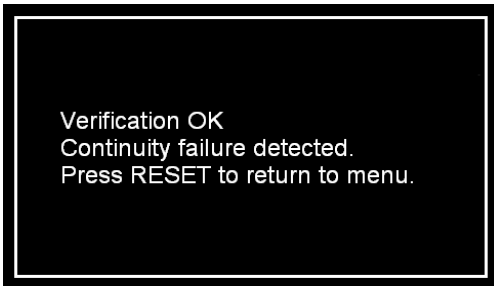 Verification OK
Continuity failure detected.
Press RESET to return to menu.